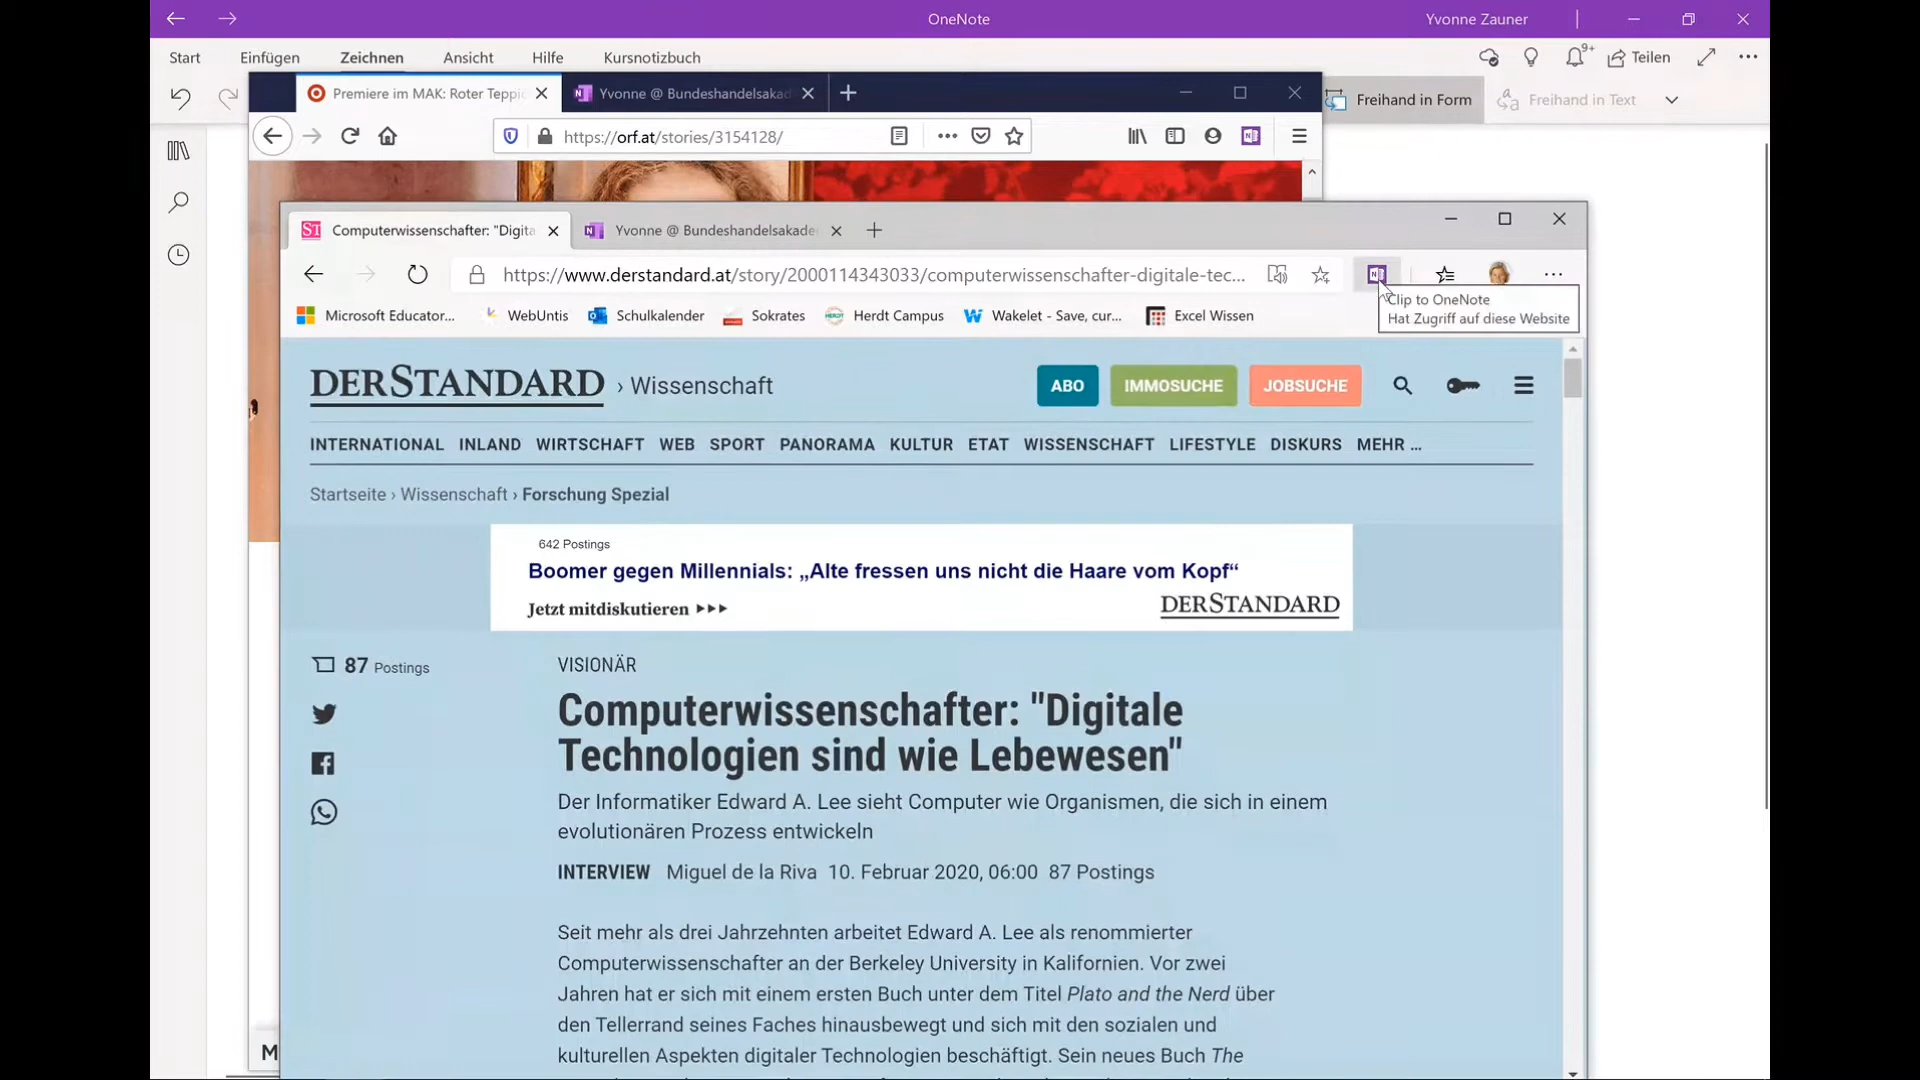 OneNote
Yvonne Zauner
Start Einfügen Zeichnen Ansicht Hilfe Kursnotizbuch
9+ Teilen
Premiere im MAK: Roter Teppic
Yvonne @ Bundeshandelsakad
Freihand in Form
Freihand in Text
https://orf.at/stories/3154128/
Computerwissenschafter: "Digita
Yvonne @ Bundeshandelsakade
https://www.derstandard.at/story/2000114343033/computerwissenschafter-digitale-tec...
Clip to OneNote
Hat Zugriff auf diese Website
Microsoft Educator... WebUntis Schulkalender Sokrates Herdt Campus Wakelet - Save, cur... Excel Wissen
DERSTANDARD › Wissenschaft
ABO IMMOSUCHE JOBSUCHE
INTERNATIONAL INLAND WIRTSCHAFT WEB SPORT PANORAMA KULTUR ETAT WISSENSCHAFT LIFESTYLE DISKURS MEHR ...
Startseite › Wissenschaft › Forschung Spezial
642 Postings
Boomer gegen Millennials: „Alte fressen uns nicht die Haare vom Kopf“
Jetzt mitdiskutieren
DERSTANDARD
87 Postings
VISIONÄR
Computerwissenschafter: "Digitale
Technologien sind wie Lebewesen"
Der Informatiker Edward A. Lee sieht Computer wie Organismen, die sich in einem
evolutionären Prozess entwickeln
INTERVIEW Miguel de la Riva 10. Februar 2020, 06:00 87 Postings
Seit mehr als drei Jahrzehnten arbeitet Edward A. Lee als renommierter
Computerwissenschafter an der Berkeley University in Kalifornien. Vor zwei
Jahren hat er sich mit einem ersten Buch unter dem Titel Plato and the Nerd über
den Tellerrand seines Faches hinausbewegt und sich mit den sozialen und
kulturellen Aspekten digitaler Technologien beschäftigt. Sein neues Buch The
M